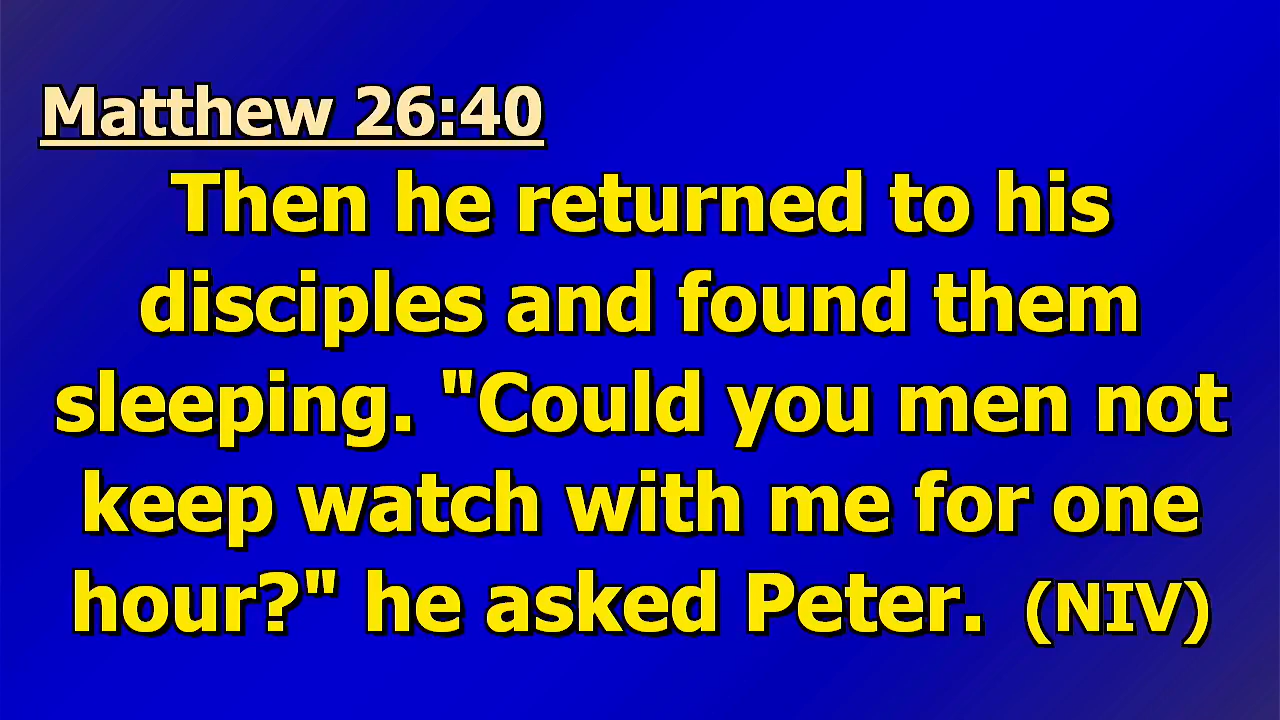 Matthew 26:40
Then he returned to his
disciples and found them
sleeping. "Could you men not
keep watch with me for one
hour?" he asked Peter. (NIV)